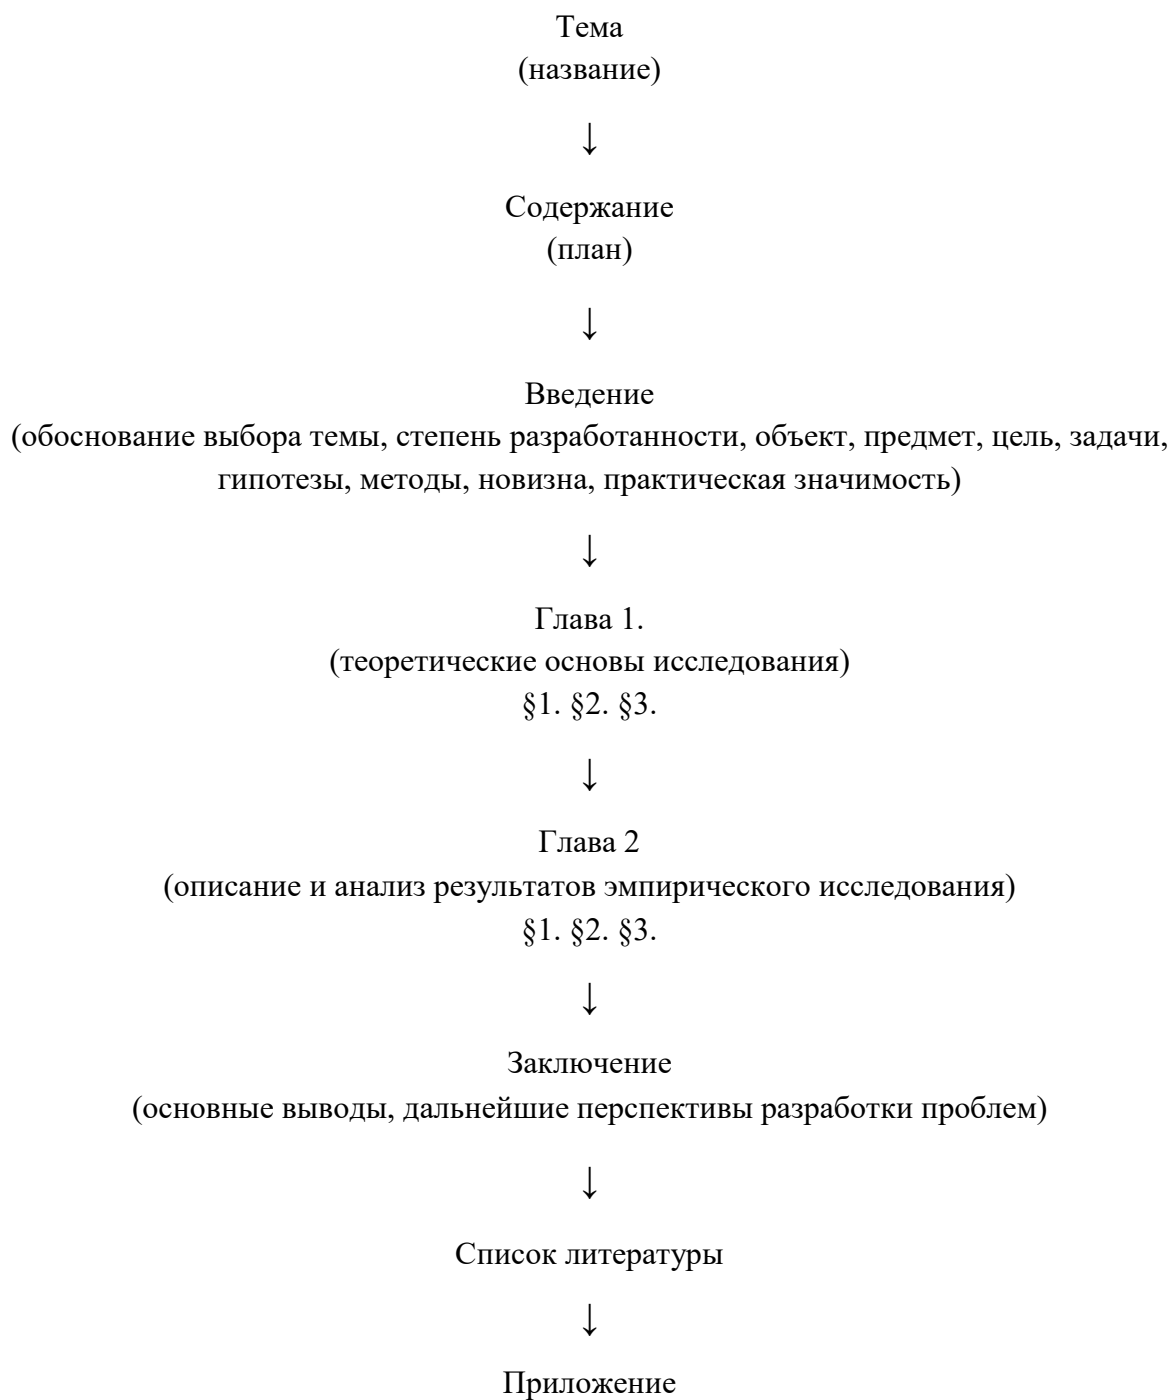 Тема
(название)
↓
Содержание
(план)
↓
Введение
(обоснование выбора темы, степень разработанности, объект, предмет, цель, задачи,
гипотезы, методы, новизна, практическая значимость)
↓
Глава 1.
(теоретические основы исследования)
§1. §2. §3.
↓
Глава 2
(описание и анализ результатов эмпирического исследования)
§1. §2. §3.
↓
Заключение
(основные выводы, дальнейшие перспективы разработки проблем)
↓
Список литературы
↓
Приложение